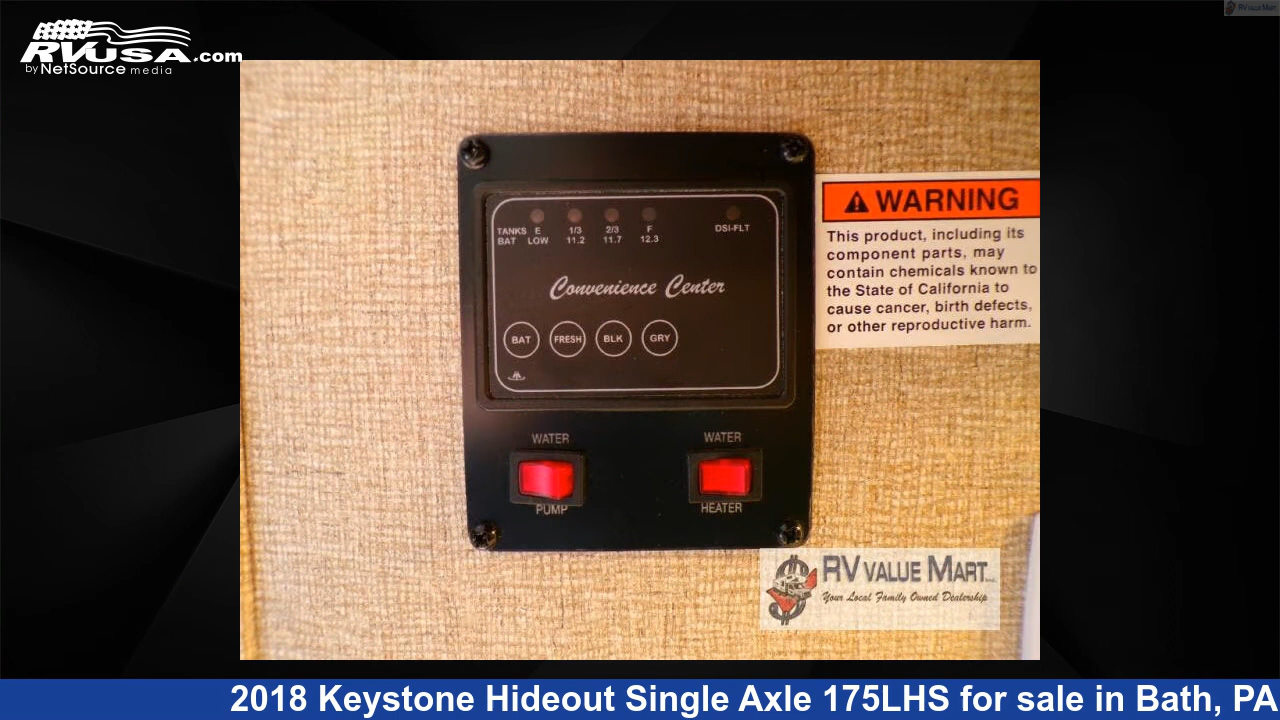 RV VALUE MART
RVUSA.com
by NetSource media
WARNING
This product, including its
component parts, may
contain chemicals known to
the State of California to
cause cancer, birth defects,
or other reproductive harm.
TANKS E 1/3 2/3 F DSI-FLT
BAT LOW 11.2 11.7 12.3
Convenience Center
BAT FRESH BLK GRY
WATER WATER
PUMP HEATER
RV VALUE MART
Your Local Family Owned Dealership
2018 Keystone Hideout Single Axle 175LHS for sale in Bath, PA